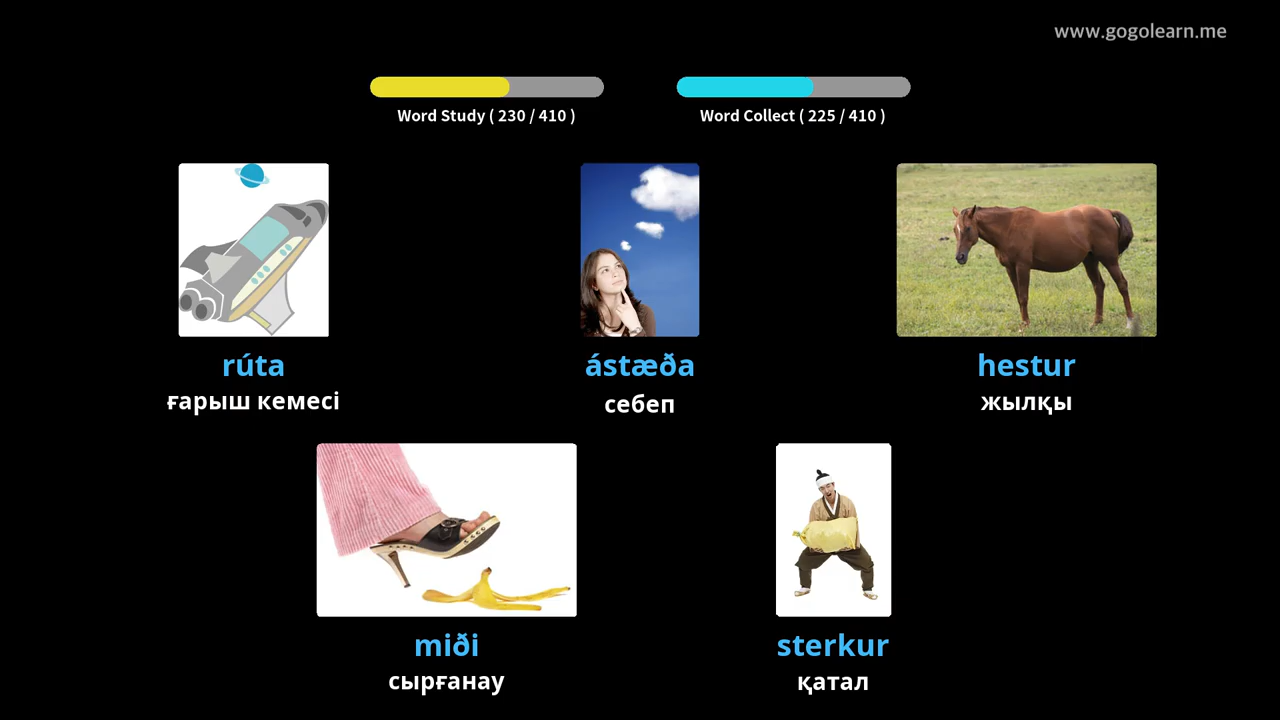 www.gogolearn.me
Word Study ( 230 / 410 )
Word Collect ( 225 / 410 )
rúta
ғарыш кемесі
ástæða
себеп
hestur
жылқы
miði
сырғанау
sterkur
қатал